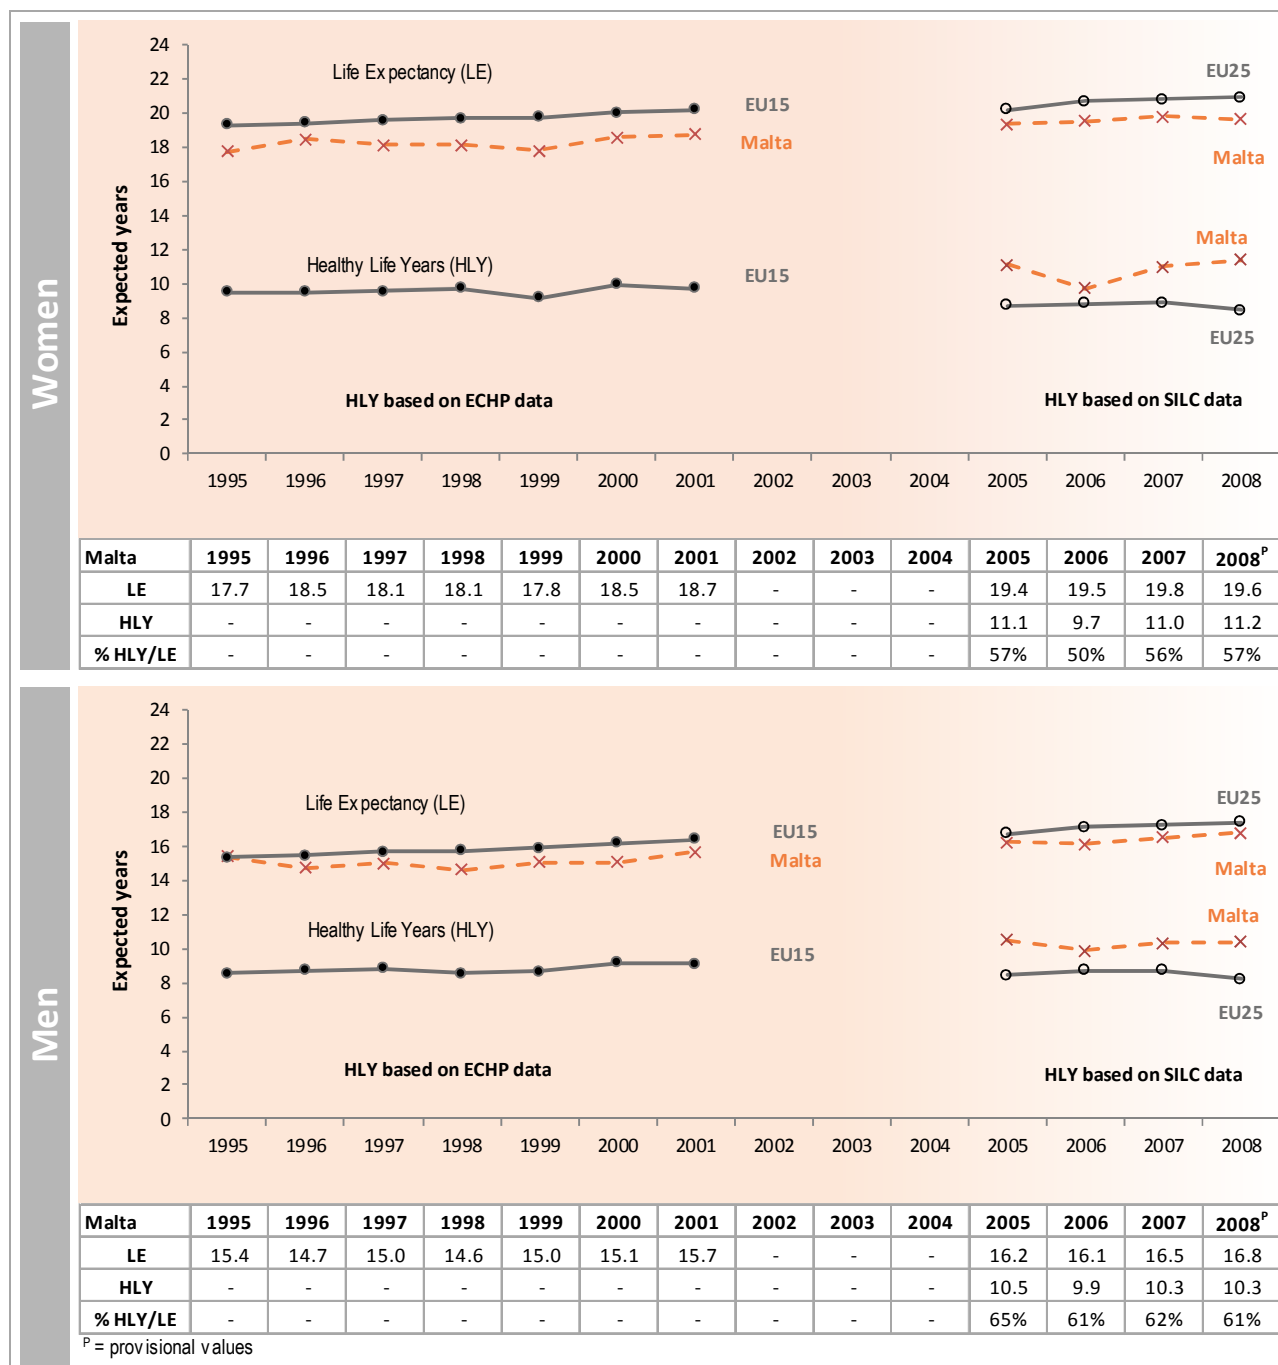 Women
24
Life Expectancy (LE)
EU25
22
EU15
20
Malta
18
Malta
16
14
Malta
12
Healthy Life Years (HLY)
EU15
10
8
EU25
6
4
HLY based on ECHP data
HLY based on SILC data
2
0
Expected years
1995 1996 1997 1998 1999 2000 2001 2002 2003 2004 2005 2006 2007 2008
Malta 1995 1996 1997 1998 1999 2000 2001 2002 2003 2004 2005 2006 2007 2008P
LE 17.7 18.5 18.1 18.1 17.8 18.5 18.7 - - - 19.4 19.5 19.8 19.6
HLY - - - - - - - - - - 11.1 9.7 11.0 11.2
% HLY/LE - - - - - - - - - - 57% 50% 56% 57%
Men
24
22
20
EU25
18
Life Expectancy (LE)
EU15
16
Malta
Malta
14
12
Malta
Healthy Life Years (HLY)
10
EU15
8
EU25
6
4
HLY based on ECHP data
HLY based on SILC data
2
0
Expected years
1995 1996 1997 1998 1999 2000 2001 2002 2003 2004 2005 2006 2007 2008
Malta 1995 1996 1997 1998 1999 2000 2001 2002 2003 2004 2005 2006 2007 2008P
LE 15.4 14.7 15.0 14.6 15.0 15.1 15.7 - - - 16.2 16.1 16.5 16.8
HLY - - - - - - - - - - 10.5 9.9 10.3 10.3
% HLY/LE - - - - - - - - - - 65% 61% 62% 61%
P = provisional values